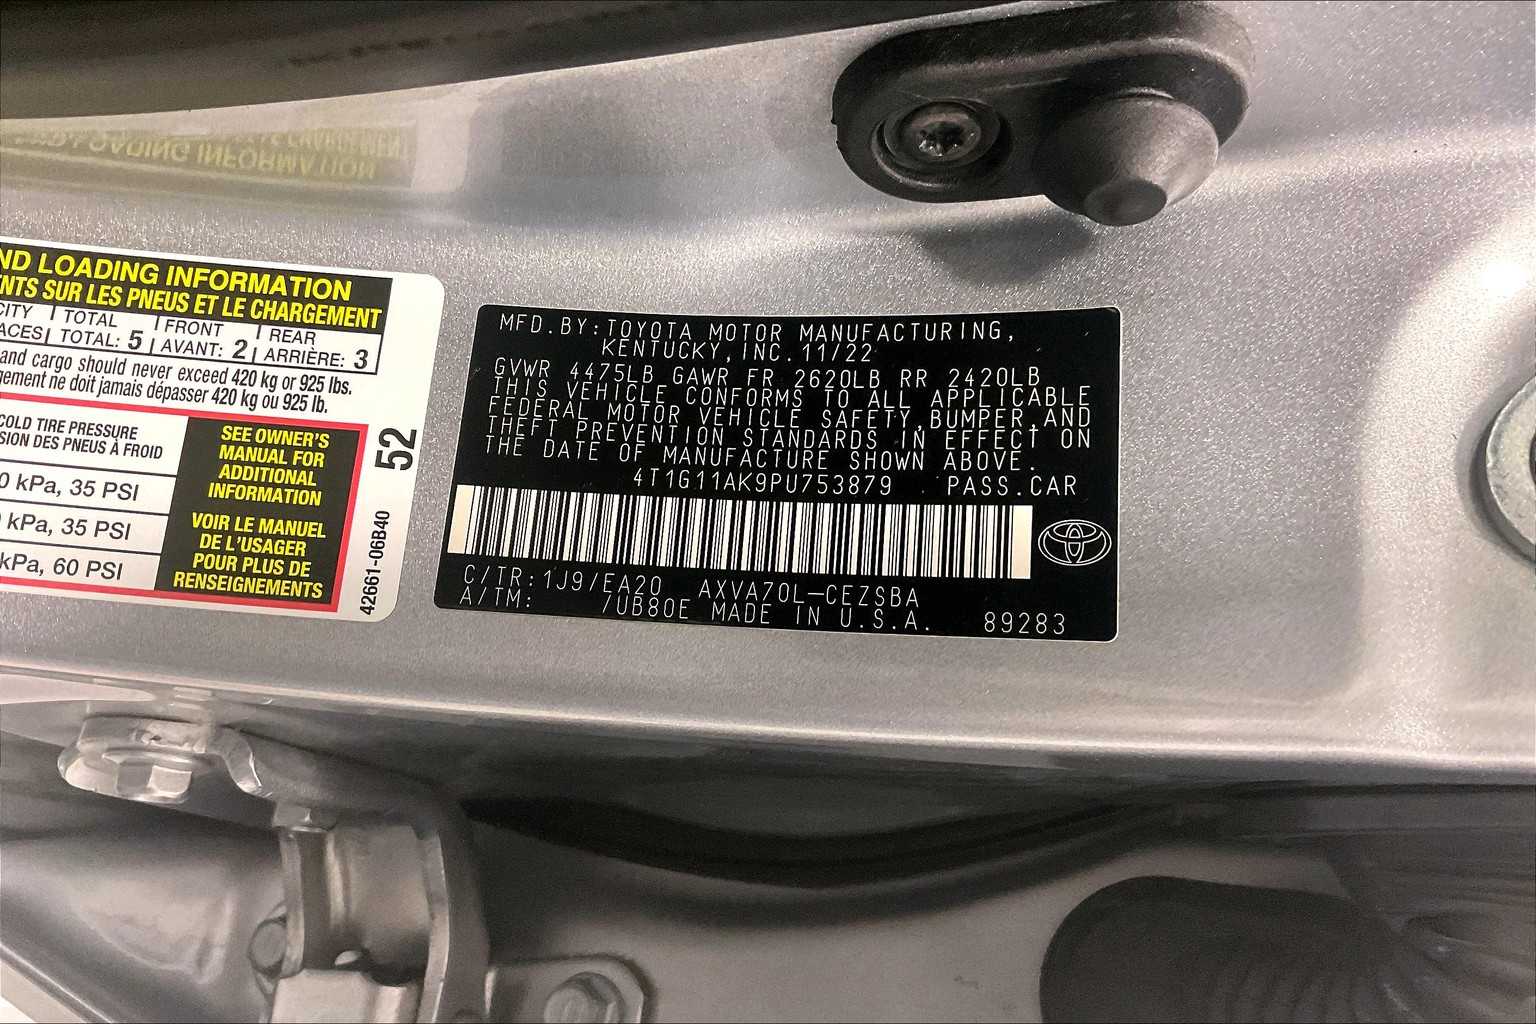 ND LOADING INFORMATION
ENTS SUR LES PNEUS ET LE CHARGEMENT
CITY TOTAL FRONT REAR
ACES TOTAL: 5 AVANT: 2 ARRIÈRE: 3
and cargo should never exceed 420 kg or 925 lbs.
gement ne doit jamais dépasser 420 kg ou 925 lb.
COLD TIRE PRESSURE
SION DES PNEUS À FROID
0 kPa, 35 PSI
kPa, 35 PSI
kPa, 60 PSI
SEE OWNER'S
MANUAL FOR
ADDITIONAL
INFORMATION
VOIR LE MANUEL
DE L'USAGER
POUR PLUS DE
RENSEIGNEMENTS
52
42661-06B40
MFD.BY:TOYOTA MOTOR MANUFACTURING,
KENTUCKY,INC.11/22
GVWR 4475LB GAWR FR 2620LB RR 2420LB
THIS VEHICLE CONFORMS TO ALL APPLICABLE
FEDERAL MOTOR VEHICLE SAFETY,BUMPER,AND
THEFT PREVENTION STANDARDS IN EFFECT ON
THE DATE OF MANUFACTURE SHOWN ABOVE.
4T1G11AK9PU753879 PASS.CAR
C/TR:1J9/EA20 AXVA70L-CEZSBA
A/TM: /UB80E MADE IN U.S.A. 89283